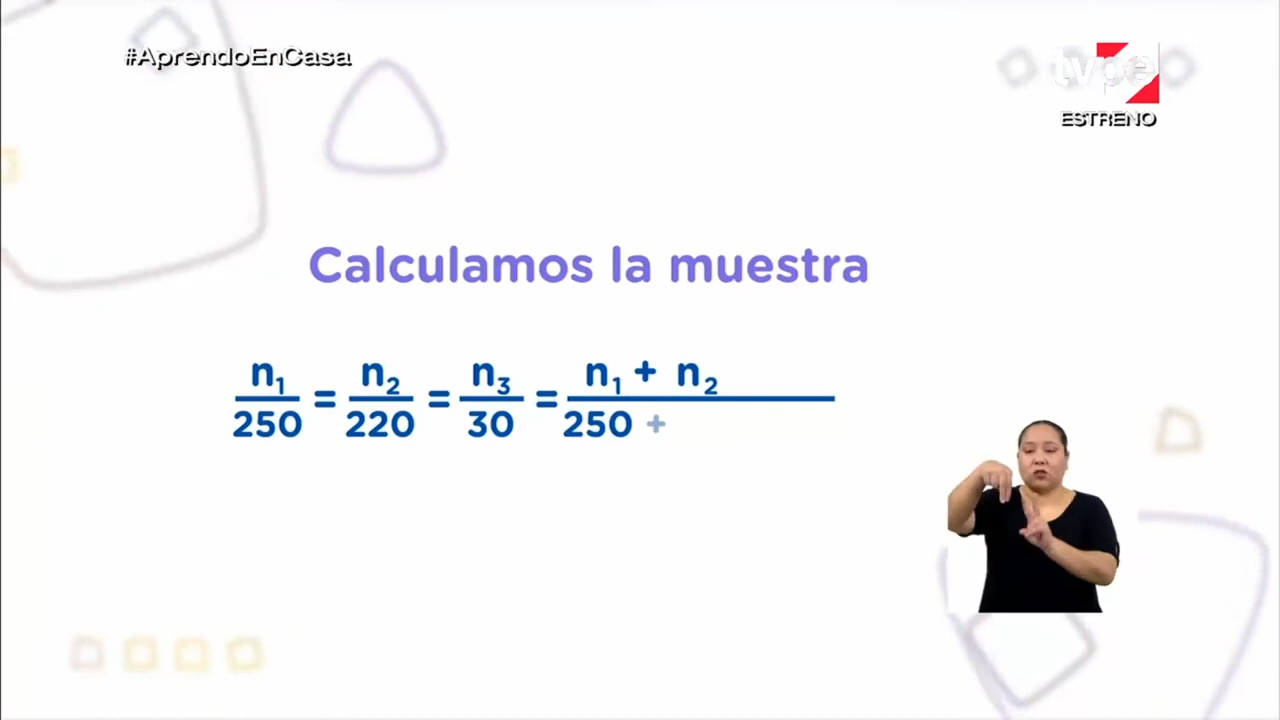 #AprendoEnCasa
tvpe
ESTRENO
Calculamos la muestra
n₁/250 = n₂/220 = n₃/30 = n₁ + n₂/250 +